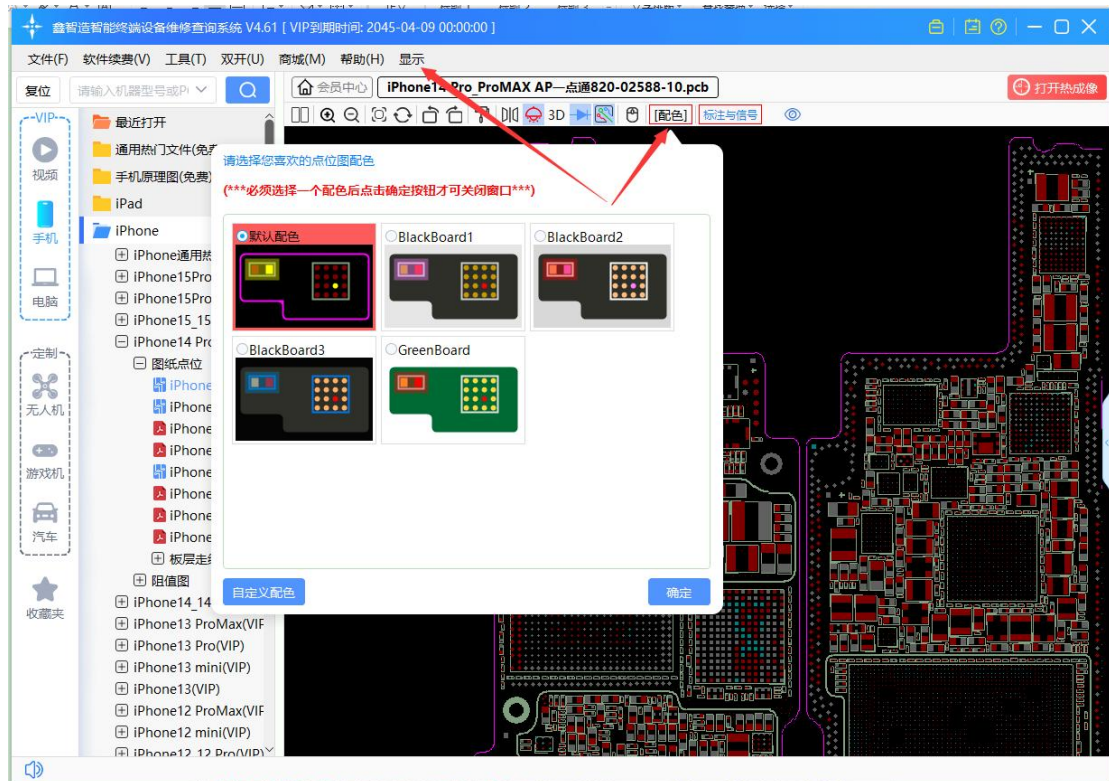 鑫智造智能终端设备维修查询系统 V4.61 [ VIP到期时间: 2045-04-09 00:00:00 ]
文件(F) 软件续费(V) 工具(T) 双开(U) 商城(M) 帮助(H) 显示
复位 请输入机器型号或P
会员中心 iPhone14 Pro_ProMAX AP—点通820-02588-10.pcb
打开热成像
3D [配色] 标注与信号
VIP
视频
手机
电脑
定制
无人机
游戏机
汽车
收藏夹
最近打开
通用热门文件(免费
手机原理图(免费)
iPad
iPhone
iPhone通用热
iPhone15Pro
iPhone15Pro
iPhone15_15
iPhone14 Pro
图纸点位
iPhone
iPhone
iPhone
iPhone
iPhone
iPhone
iPhone
iPhone
板层走
阻值图
iPhone14_14
iPhone13 ProMax(VIP
iPhone13 Pro(VIP)
iPhone13 mini(VIP)
iPhone13(VIP)
iPhone12 ProMax(VIP
iPhone12 mini(VIP)
iPhone12_12 Pro(VIP)
请选择您喜欢的点位图配色
(***必须选择一个配色后点击确定按钮才可关闭窗口***)
默认配色 BlackBoard1 BlackBoard2
BlackBoard3 GreenBoard
自定义配色 确定